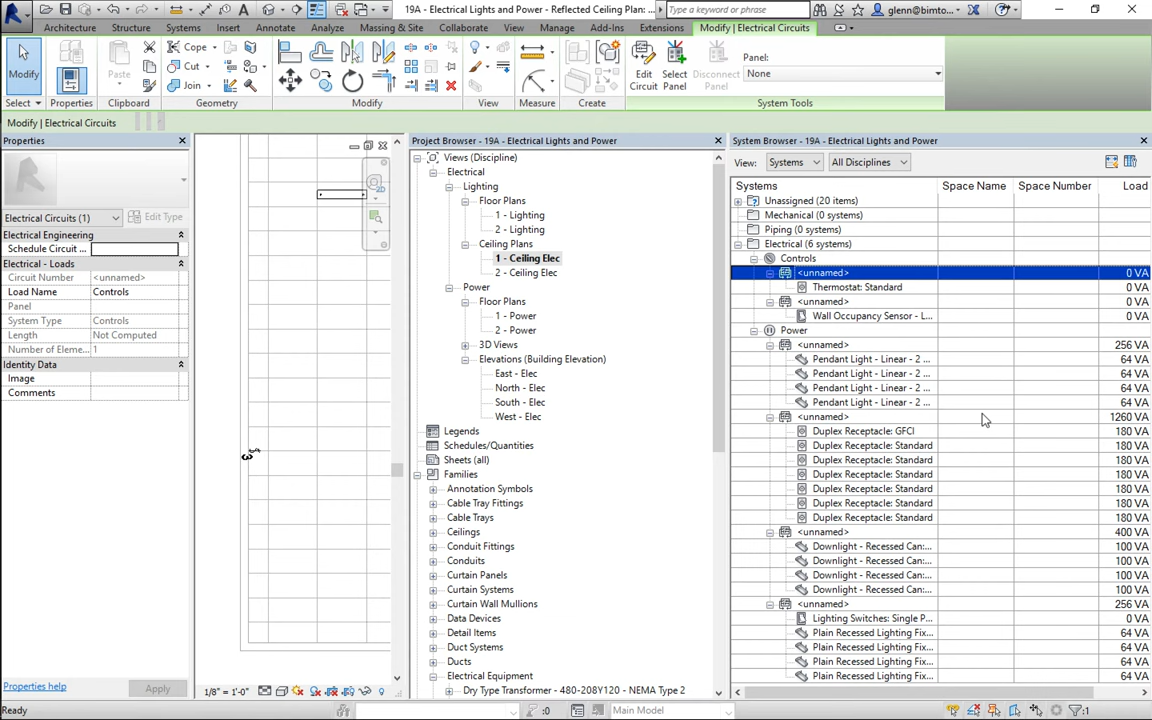 19A - Electrical Lights and Power - Reflected Ceiling Plan:...
Type a keyword or phrase
glenn@bimto...
Architecture Structure Systems Insert Annotate Analyze Massing & Site Collaborate View Manage Add-Ins Extensions Modify | Electrical Circuits
Modify
Paste
Cope
Cut
Join
Edit Circuit
Select Panel
Disconnect Panel
Panel:
None
Select Properties Clipboard Geometry Modify View Measure Create System Tools
Modify | Electrical Circuits
Properties
Electrical Circuits (1)
Edit Type
Electrical Engineering
Schedule Circuit ...
Electrical - Loads
Circuit Number <unnamed>
Load Name Controls
Panel
System Type Controls
Length Not Computed
Number of Eleme... 1
Identity Data
Image
Comments
Properties help
Apply
2D
1/8" = 1'-0"
Project Browser - 19A - Electrical Lights and Power
Views (Discipline)
Electrical
Lighting
Floor Plans
1 - Lighting
2 - Lighting
Ceiling Plans
1 - Ceiling Elec
2 - Ceiling Elec
Power
Floor Plans
1 - Power
2 - Power
3D Views
Elevations (Building Elevation)
East - Elec
North - Elec
South - Elec
West - Elec
Legends
Schedules/Quantities
Sheets (all)
Families
Annotation Symbols
Cable Tray Fittings
Cable Trays
Ceilings
Conduit Fittings
Conduits
Curtain Panels
Curtain Systems
Curtain Wall Mullions
Data Devices
Detail Items
Duct Systems
Ducts
Electrical Equipment
Dry Type Transformer - 480-208Y120 - NEMA Type 2
System Browser - 19A - Electrical Lights and Power
View: Systems All Disciplines
Systems Space Name Space Number Load
Unassigned (20 items)
Mechanical (0 systems)
Piping (0 systems)
Electrical (6 systems)
Controls
<unnamed> 0 VA
Thermostat: Standard 0 VA
<unnamed> 0 VA
Wall Occupancy Sensor - L... 0 VA
Power
<unnamed> 256 VA
Pendant Light - Linear - 2 ... 64 VA
Pendant Light - Linear - 2 ... 64 VA
Pendant Light - Linear - 2 ... 64 VA
Pendant Light - Linear - 2 ... 64 VA
<unnamed> 1260 VA
Duplex Receptacle: GFCI 180 VA
Duplex Receptacle: Standard 180 VA
Duplex Receptacle: Standard 180 VA
Duplex Receptacle: Standard 180 VA
Duplex Receptacle: Standard 180 VA
Duplex Receptacle: Standard 180 VA
Duplex Receptacle: Standard 180 VA
<unnamed> 400 VA
Downlight - Recessed Can:... 100 VA
Downlight - Recessed Can:... 100 VA
Downlight - Recessed Can:... 100 VA
Downlight - Recessed Can:... 100 VA
<unnamed> 256 VA
Lighting Switches: Single P... 0 VA
Plain Recessed Lighting Fix... 64 VA
Plain Recessed Lighting Fix... 64 VA
Plain Recessed Lighting Fix... 64 VA
Plain Recessed Lighting Fix... 64 VA
Ready
:0
Main Model
:1